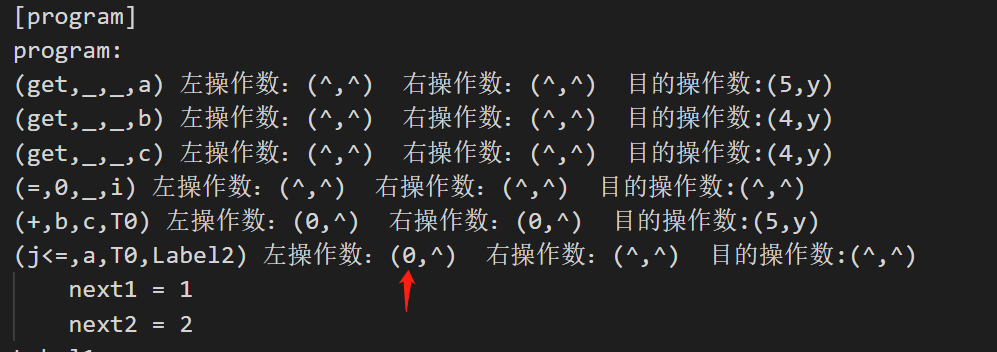 [program]
program:
(get,_,_,a) 左操作数：(^,^)  右操作数：(^,^)  目的操作数:(5,y)
(get,_,_,b) 左操作数：(^,^)  右操作数：(^,^)  目的操作数:(4,y)
(get,_,_,c) 左操作数：(^,^)  右操作数：(^,^)  目的操作数:(4,y)
(=,0,_,i) 左操作数：(^,^)  右操作数：(^,^)  目的操作数:(^,^)
(+,b,c,T0) 左操作数：(0,^)  右操作数：(0,^)  目的操作数:(5,y)
(j<=,a,T0,Label2) 左操作数：(0,^)  右操作数：(^,^)  目的操作数:(^,^)
next1 = 1
next2 = 2